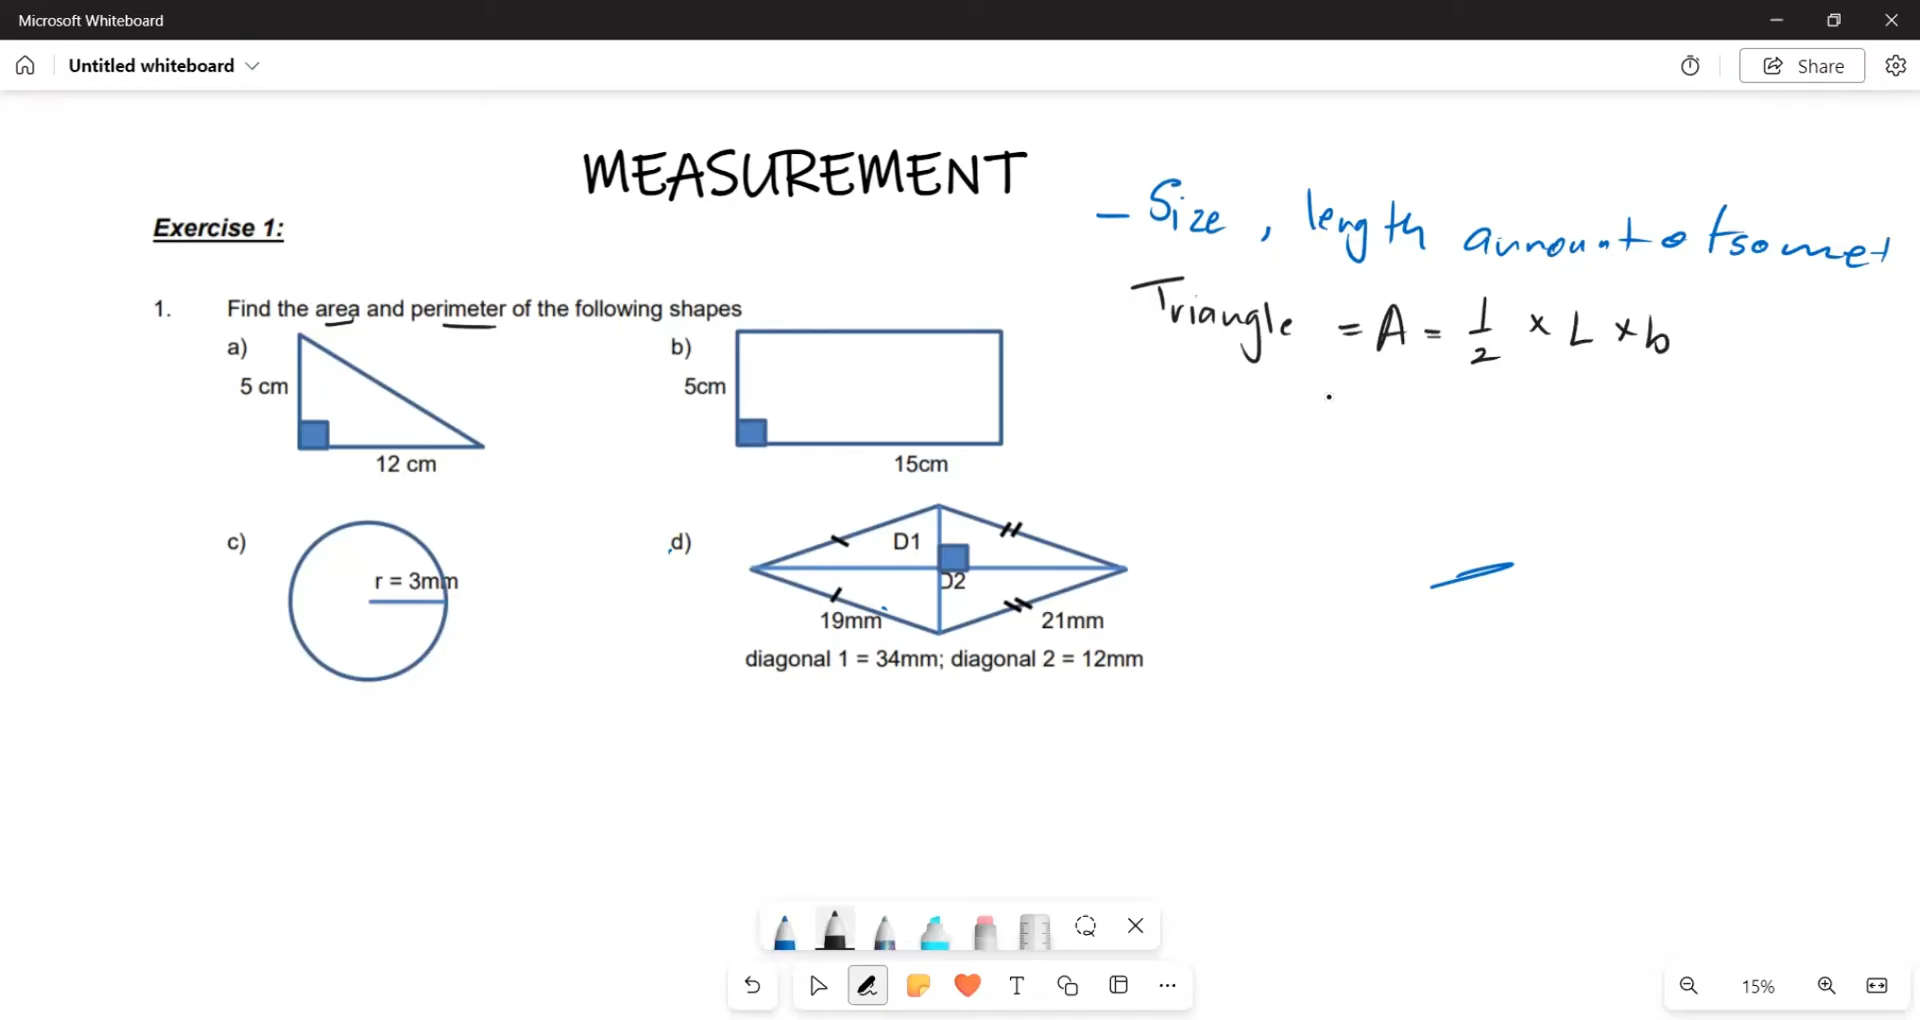 Microsoft Whiteboard
Untitled whiteboard
Share
MEASUREMENT
- Size, length amount of somet
Exercise 1:
Triangle = A = 1/2 × L × b
1. Find the area and perimeter of the following shapes
a)
5 cm
12 cm
b)
5cm
15cm
c)
r = 3mm
d)
D1
D2
19mm
21mm
diagonal 1 = 34mm; diagonal 2 = 12mm
15%